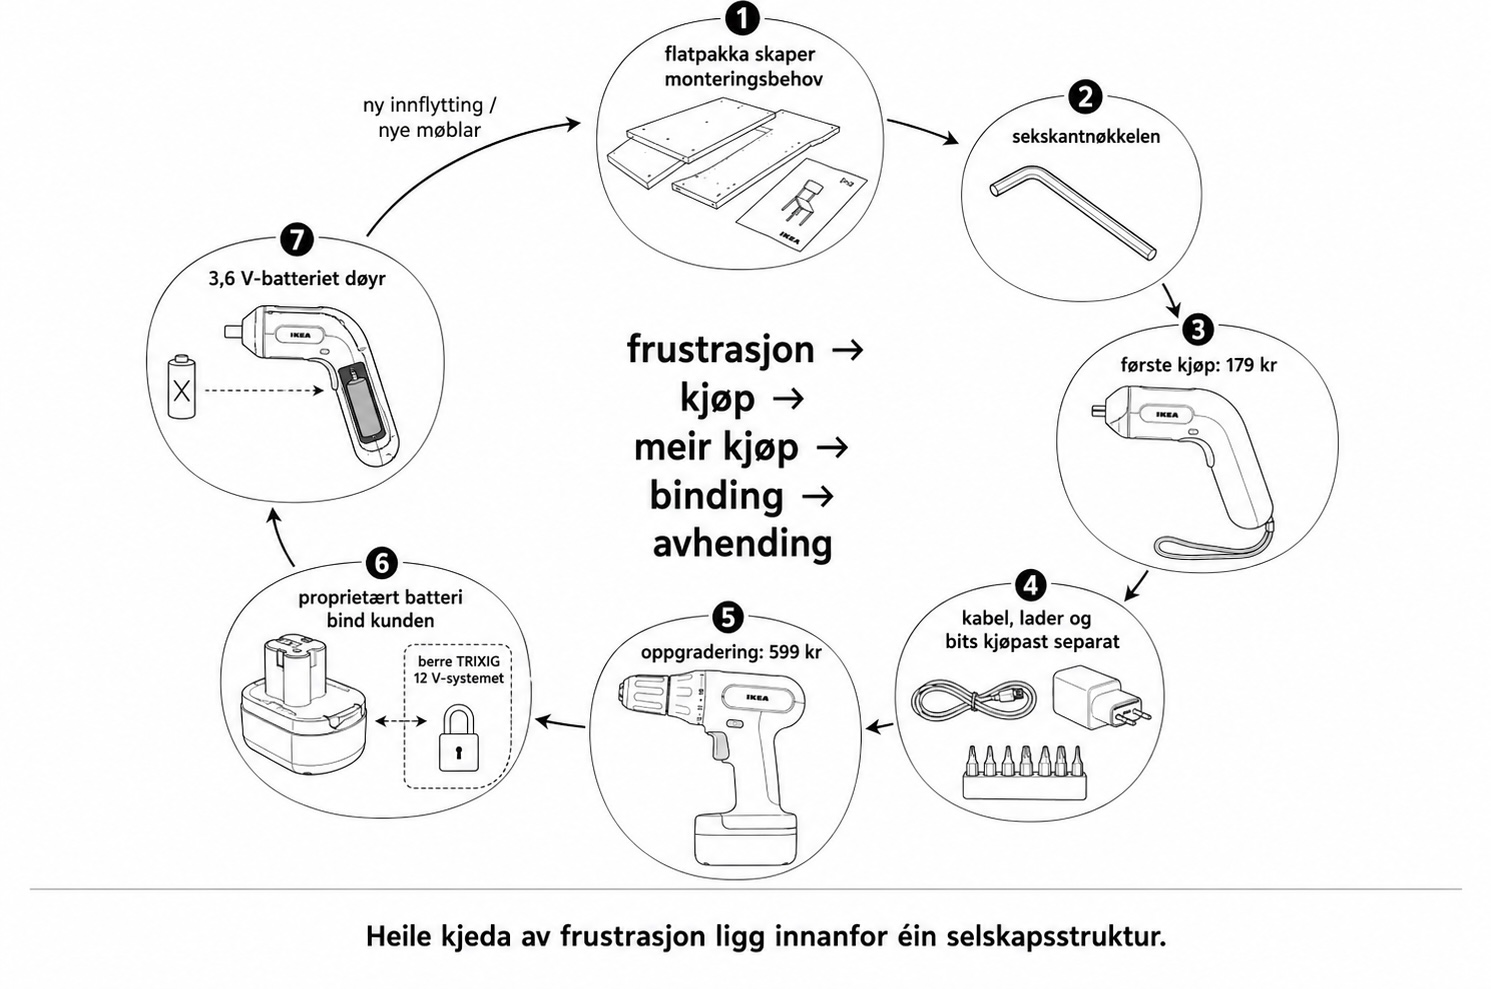 1
flatpakka skaper
monteringsbehov
IKEA
2
sekskantnøkkelen
3
første kjøp: 179 kr
IKEA
4
kabel, lader og
bits kjøpast separat
5
oppgradering: 599 kr
IKEA
6
proprietært batteri
bind kunden
berre TRIXIG
12 V-systemet
7
3,6 V-batteriet døyr
IKEA
X
ny innflytting /
nye møblar
frustrasjon →
kjøp →
meir kjøp →
binding →
avhending
Heile kjeda av frustrasjon ligg innanfor éin selskapsstruktur.